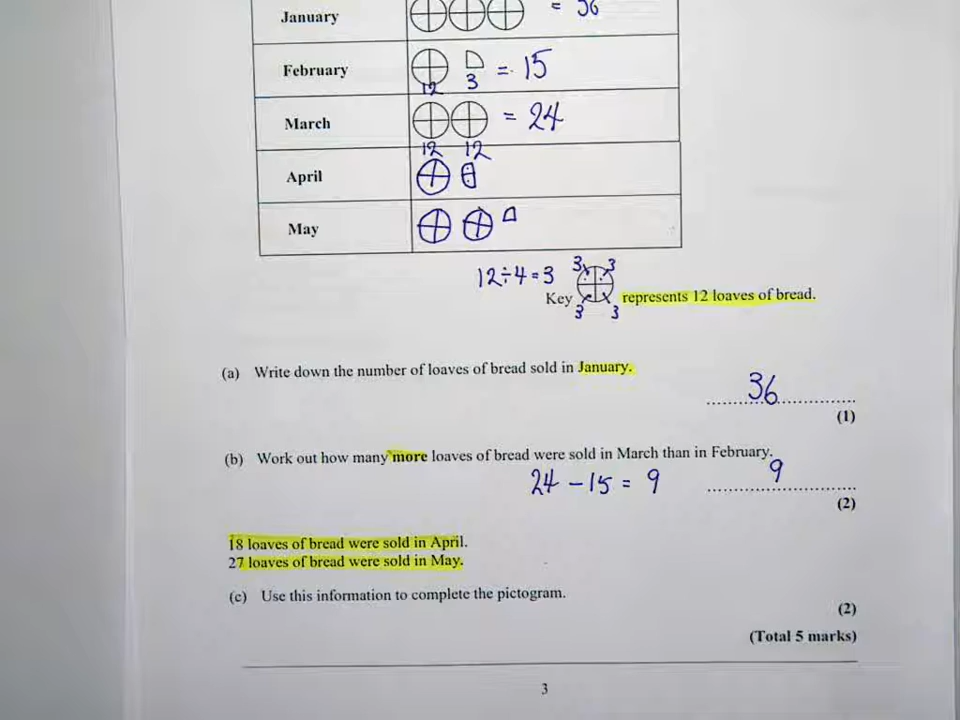 January = 36
February 12 3 = 15
March = 24
12 12
April
May
12÷4=3 3 3
Key represents 12 loaves of bread.
3 3
(a) Write down the number of loaves of bread sold in January.
36
(1)
(b) Work out how many more loaves of bread were sold in March than in February.
24 - 15 = 9 9
(2)
18 loaves of bread were sold in April.
27 loaves of bread were sold in May.
(c) Use this information to complete the pictogram.
(2)
(Total 5 marks)
3